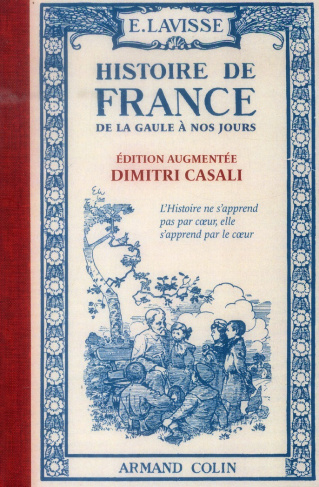 E. LAVISSE
HISTOIRE DE
FRANCE
DE LA GAULE À NOS JOURS
ÉDITION AUGMENTÉE
DIMITRI CASALI
L'Histoire ne s'apprend
pas par cœur, elle
s'apprend par le cœur
ARMAND COLIN